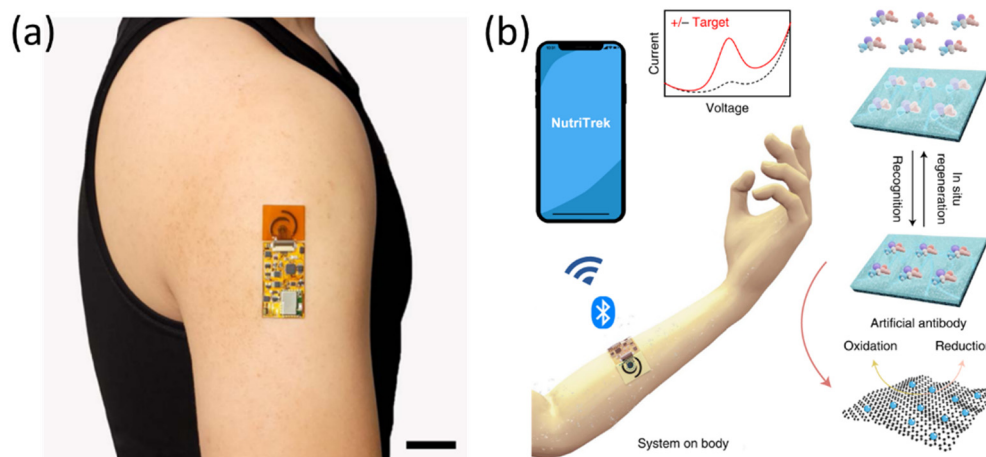 (a)
(b)
NutriTrek
+/− Target
Current
Voltage
Recognition
In situ
regeneration
Artificial antibody
Oxidation
Reduction
System on body